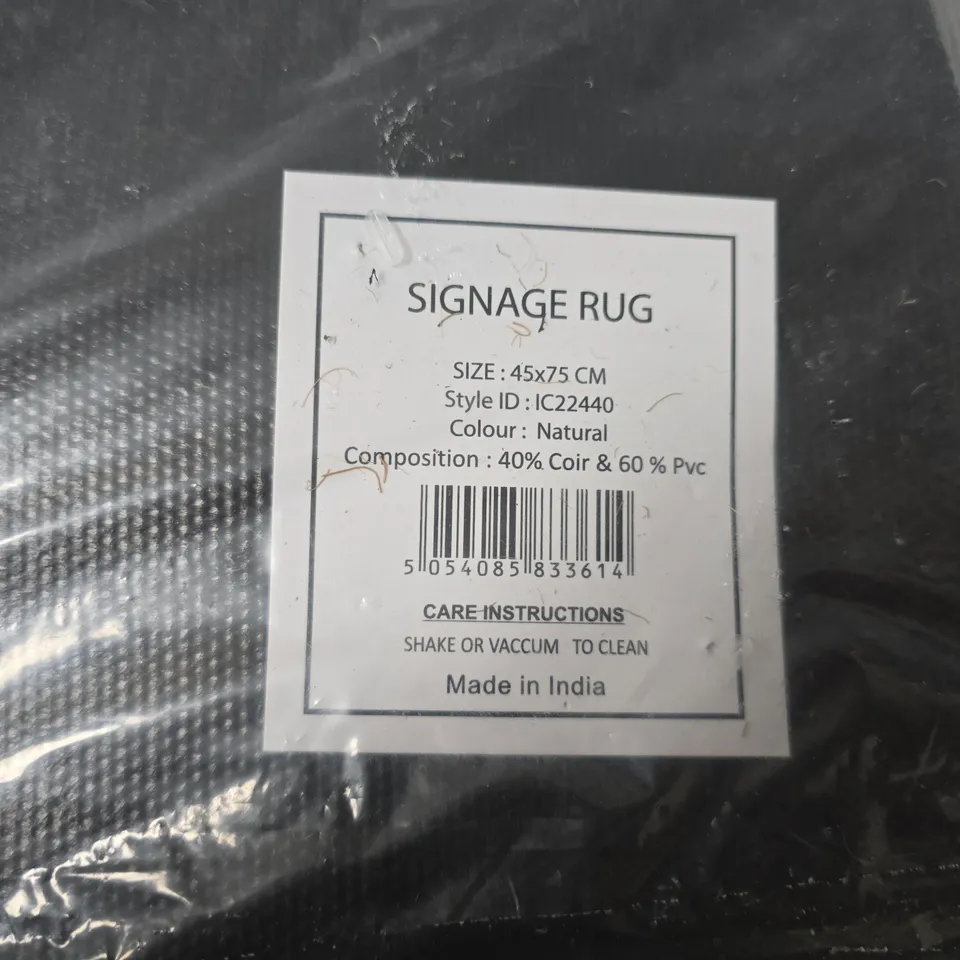 SIGNAGE RUG
SIZE : 45x75 CM
Style ID : IC22440
Colour : Natural
Composition : 40% Coir & 60 % Pvc
5 054085 833614
CARE INSTRUCTIONS
SHAKE OR VACCUM TO CLEAN
Made in India